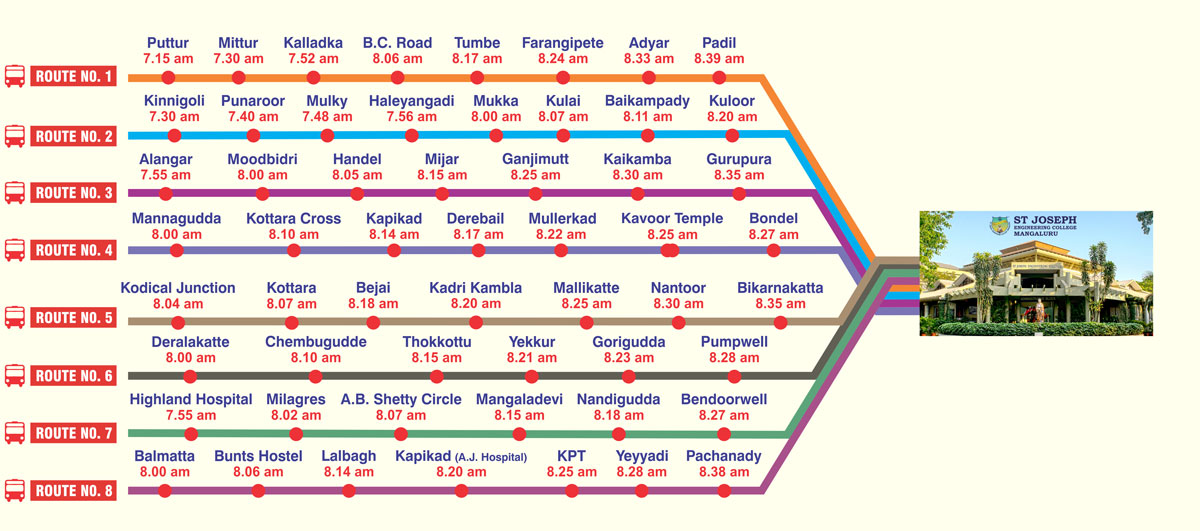 Puttur Mittur Kalladka B.C. Road Tumbe Farangipete Adyar Padil
7.15 am 7.30 am 7.52 am 8.06 am 8.17 am 8.24 am 8.33 am 8.39 am
ROUTE NO. 1
Kinnigoli Punaroor Mulky Haleyangadi Mukka Kulai Baikampady Kuloor
7.30 am 7.40 am 7.48 am 7.56 am 8.00 am 8.07 am 8.11 am 8.20 am
ROUTE NO. 2
Alangar Moodbidri Handel Mijar Ganjimutt Kaikamba Gurupura
7.55 am 8.00 am 8.05 am 8.15 am 8.25 am 8.30 am 8.35 am
ROUTE NO. 3
Mannagudda Kottara Cross Kapikad Derebail Mullerkad Kavoor Temple Bondel
8.00 am 8.10 am 8.14 am 8.17 am 8.22 am 8.25 am 8.27 am
ROUTE NO. 4
ST JOSEPH
ENGINEERING COLLEGE
MANGALURU
Kodical Junction Kottara Bejai Kadri Kambla Mallikatte Nantoor Bikarnakatta
8.04 am 8.07 am 8.18 am 8.20 am 8.25 am 8.30 am 8.35 am
ROUTE NO. 5
Deralakatte Chembugudde Thokkottu Yekkur Gorigudda Pumpwell
8.00 am 8.10 am 8.15 am 8.21 am 8.23 am 8.28 am
ROUTE NO. 6
Highland Hospital Milagres A.B. Shetty Circle Mangaladevi Nandigudda Bendoorwell
7.55 am 8.02 am 8.07 am 8.15 am 8.18 am 8.27 am
ROUTE NO. 7
Balmatta Bunts Hostel Lalbagh Kapikad (A.J. Hospital) KPT Yeyyadi Pachanady
8.00 am 8.06 am 8.14 am 8.20 am 8.25 am 8.28 am 8.38 am
ROUTE NO. 8